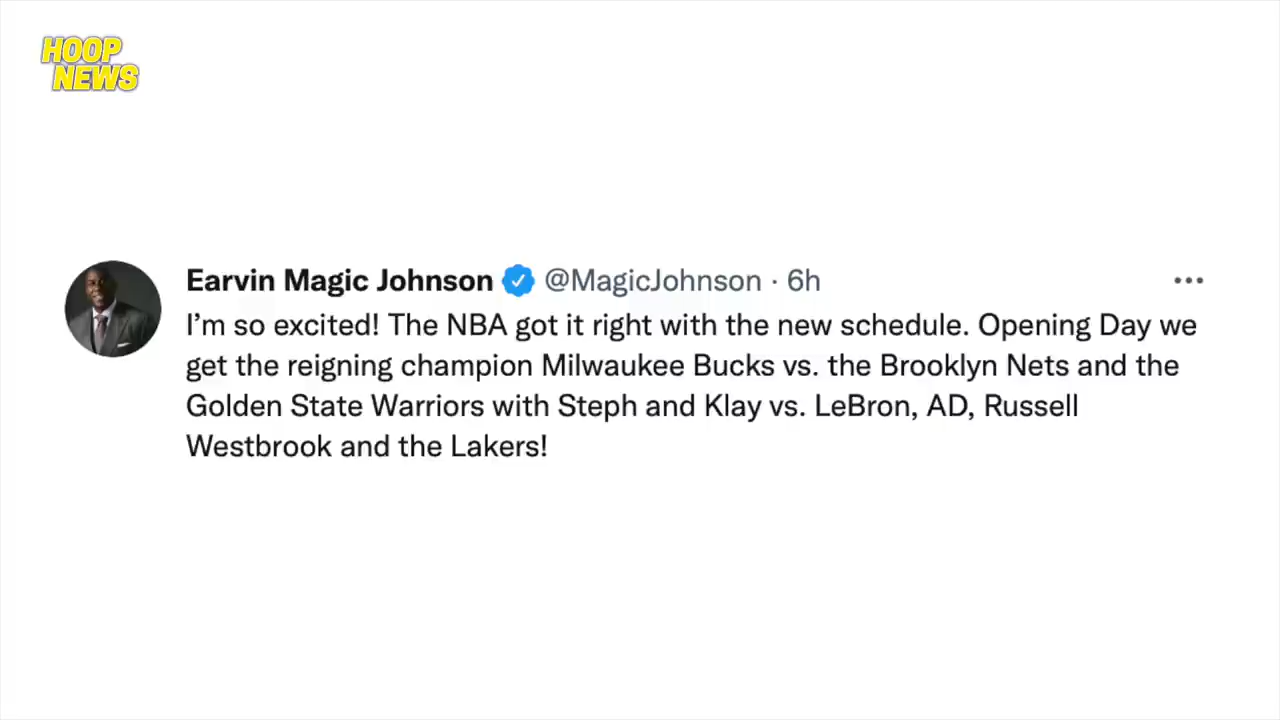 HOOP
NEWS
Earvin Magic Johnson @MagicJohnson · 6h
I’m so excited! The NBA got it right with the new schedule. Opening Day we
get the reigning champion Milwaukee Bucks vs. the Brooklyn Nets and the
Golden State Warriors with Steph and Klay vs. LeBron, AD, Russell
Westbrook and the Lakers!